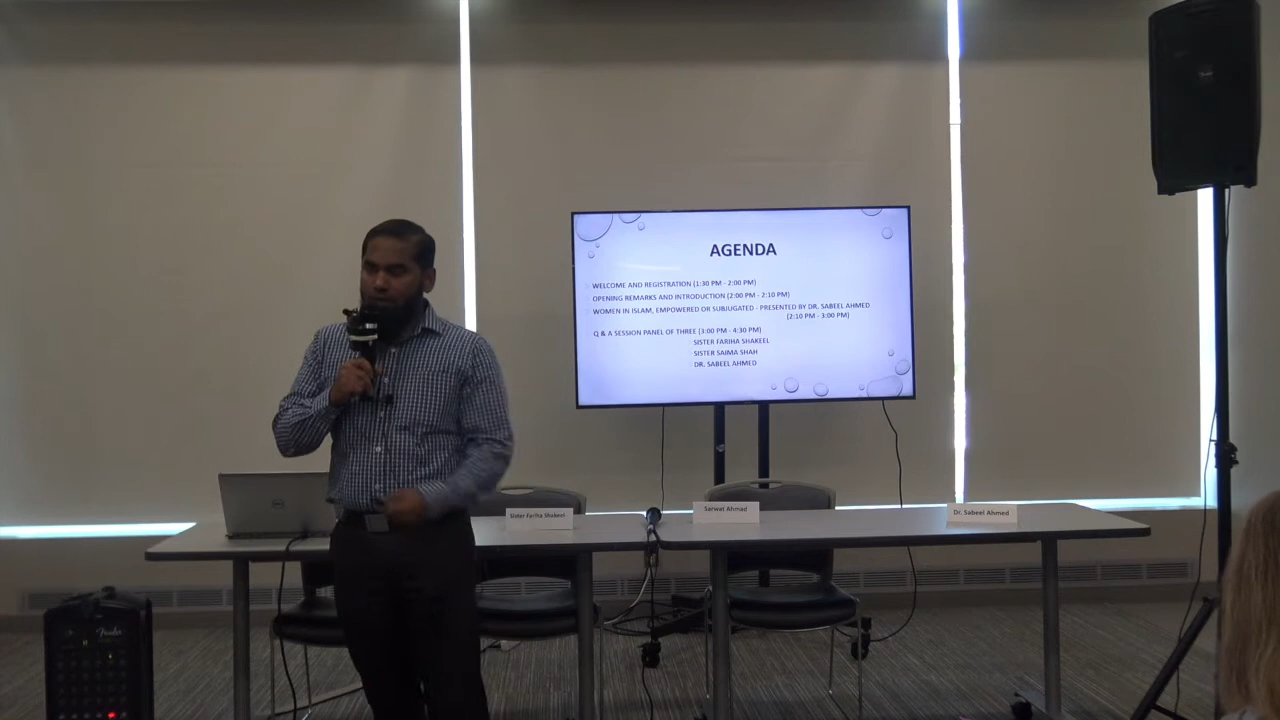 AGENDA
WELCOME AND REGISTRATION (1:30 PM - 2:00 PM)
OPENING REMARKS AND INTRODUCTION (2:00 PM - 2:10 PM)
WOMEN IN ISLAM, EMPOWERED OR SUBJUGATED - PRESENTED BY DR. SABEEL AHMED
(2:10 PM - 3:00 PM)
Q & A SESSION PANEL OF THREE (3:00 PM - 4:30 PM)
SISTER FARIHA SHAKEEL
SISTER SAIMA SHAH
DR. SABEEL AHMED
Sister Fariha Shakeel
Sarwat Ahmad
Dr. Sabeel Ahmed
Fender